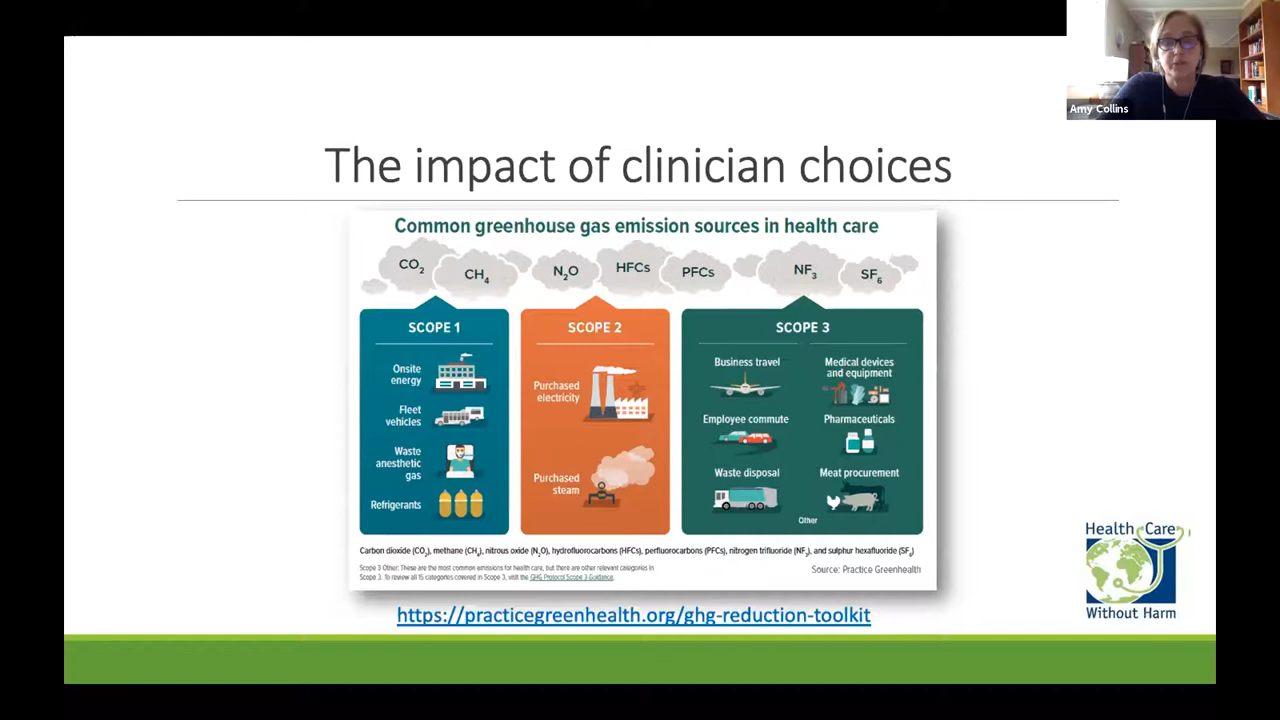 Amy Collins
The impact of clinician choices
Common greenhouse gas emission sources in health care
CO2
CH4
N2O
HFCs
PFCs
NF3
SF6
SCOPE 1
Onsite
energy
Fleet
vehicles
Waste
anesthetic
gas
Refrigerants
SCOPE 2
Purchased
electricity
Purchased
steam
SCOPE 3
Business travel
Employee commute
Waste disposal
Medical devices
and equipment
Pharmaceuticals
Meat procurement
Other
Carbon dioxide (CO2), methane (CH4), nitrous oxide (N2O), hydrofluorocarbons (HFCs), perfluorocarbons (PFCs), nitrogen trifluoride (NF3), and sulphur hexafluoride (SF6)
Scope 3 Other: These are the most common emissions for health care, but there are other relevant categories in
Scope 3. To review all 15 categories covered in Scope 3, visit the GHG Protocol Scope 3 Guidance.
Source: Practice Greenhealth
https://practicegreenhealth.org/ghg-reduction-toolkit
Health Care
Without Harm